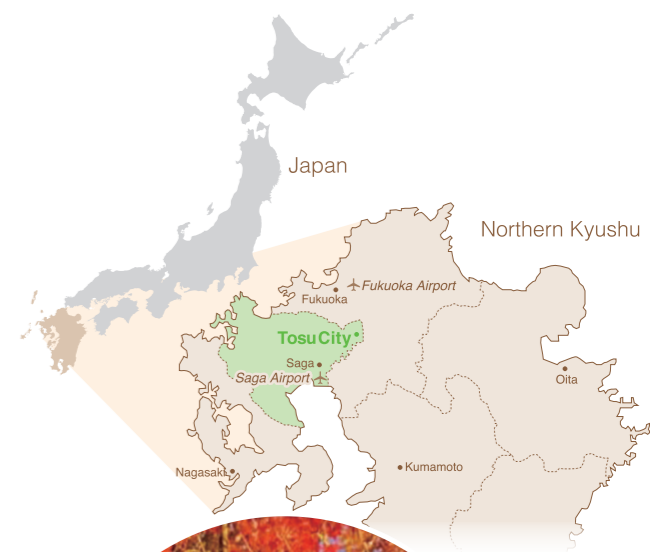 Japan
Northern Kyushu
Fukuoka Airport
Fukuoka
Tosu City
Saga
Saga Airport
Oita
Nagasaki
Kumamoto